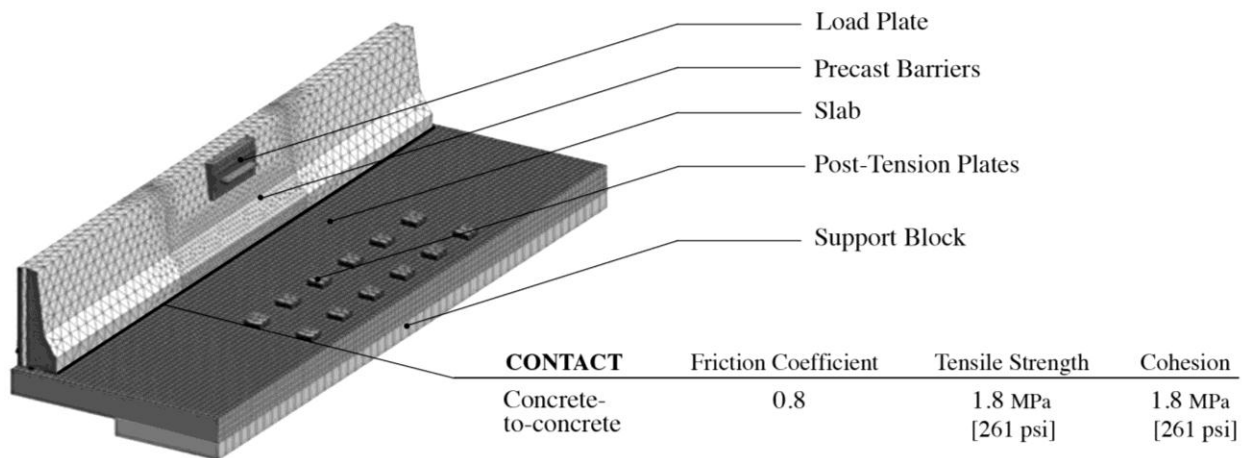 Load Plate
Precast Barriers
Slab
Post-Tension Plates
Support Block
CONTACT Friction Coefficient Tensile Strength Cohesion
Concrete- 0.8 1.8 MPa 1.8 MPa
to-concrete [261 psi] [261 psi]